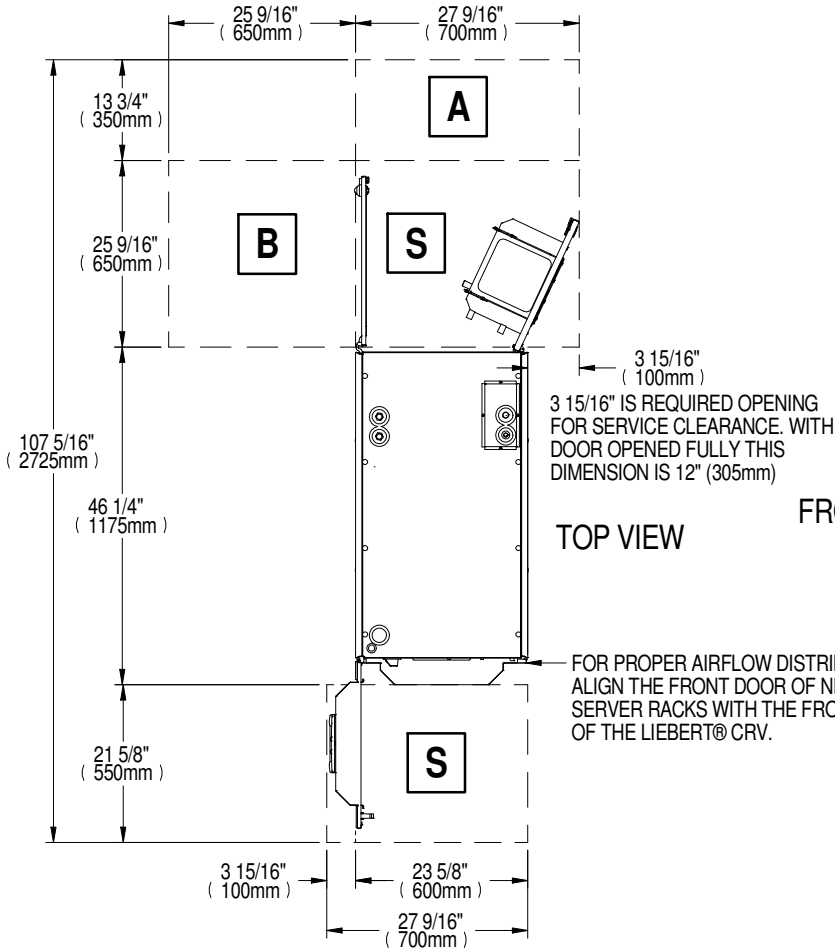 25 9/16"
( 650mm )
27 9/16"
( 700mm )
13 3/4"
( 350mm )
A
25 9/16"
( 650mm )
B
S
3 15/16"
( 100mm )
3 15/16" IS REQUIRED OPENING
FOR SERVICE CLEARANCE. WITH
DOOR OPENED FULLY THIS
DIMENSION IS 12" (305mm)
107 5/16"
( 2725mm )
46 1/4"
( 1175mm )
TOP VIEW
FOR PROPER AIRFLOW
ALIGN THE FRONT DOOR OF
SERVER RACKS WITH THE
OF THE LIEBERT® CRV.
21 5/8"
( 550mm )
S
3 15/16"
( 100mm )
23 5/8"
( 600mm )
27 9/16"
( 700mm )